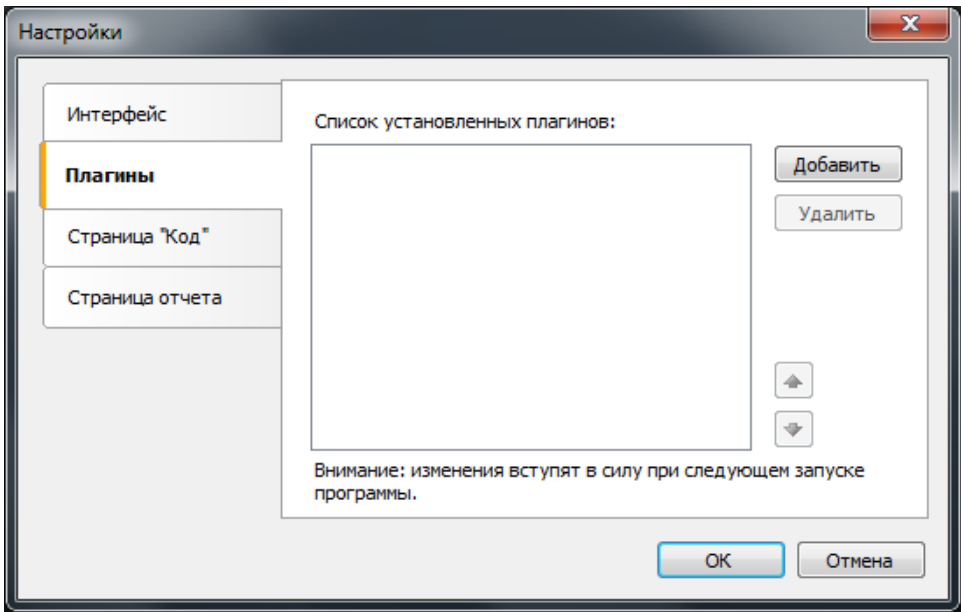 Настройки
Интерфейс
Плагины
Страница "Код"
Страница отчета
Список установленных плагинов:
Добавить
Удалить
Внимание: изменения вступят в силу при следующем запуске
программы.
OK
Отмена